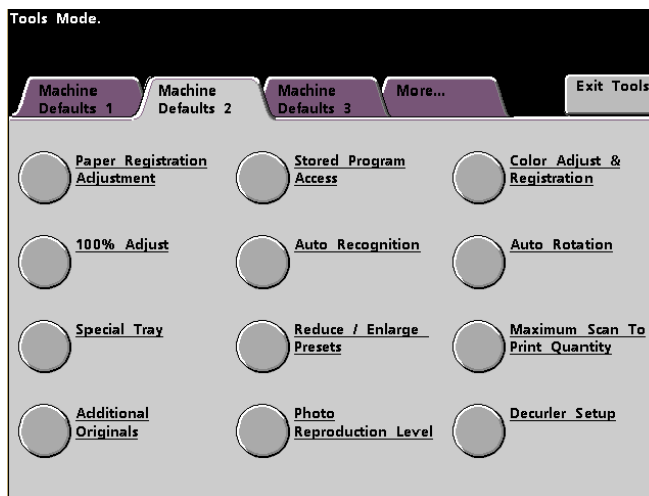 Tools Mode.
Machine
Defaults 1
Machine
Defaults 2
Machine
Defaults 3
More...
Exit Tools
Paper Registration
Adjustment
Stored Program
Access
Color Adjust &
Registration
100% Adjust
Auto Recognition
Auto Rotation
Special Tray
Reduce / Enlarge
Presets
Maximum Scan To
Print Quantity
Additional
Originals
Photo
Reproduction Level
Decurler Setup